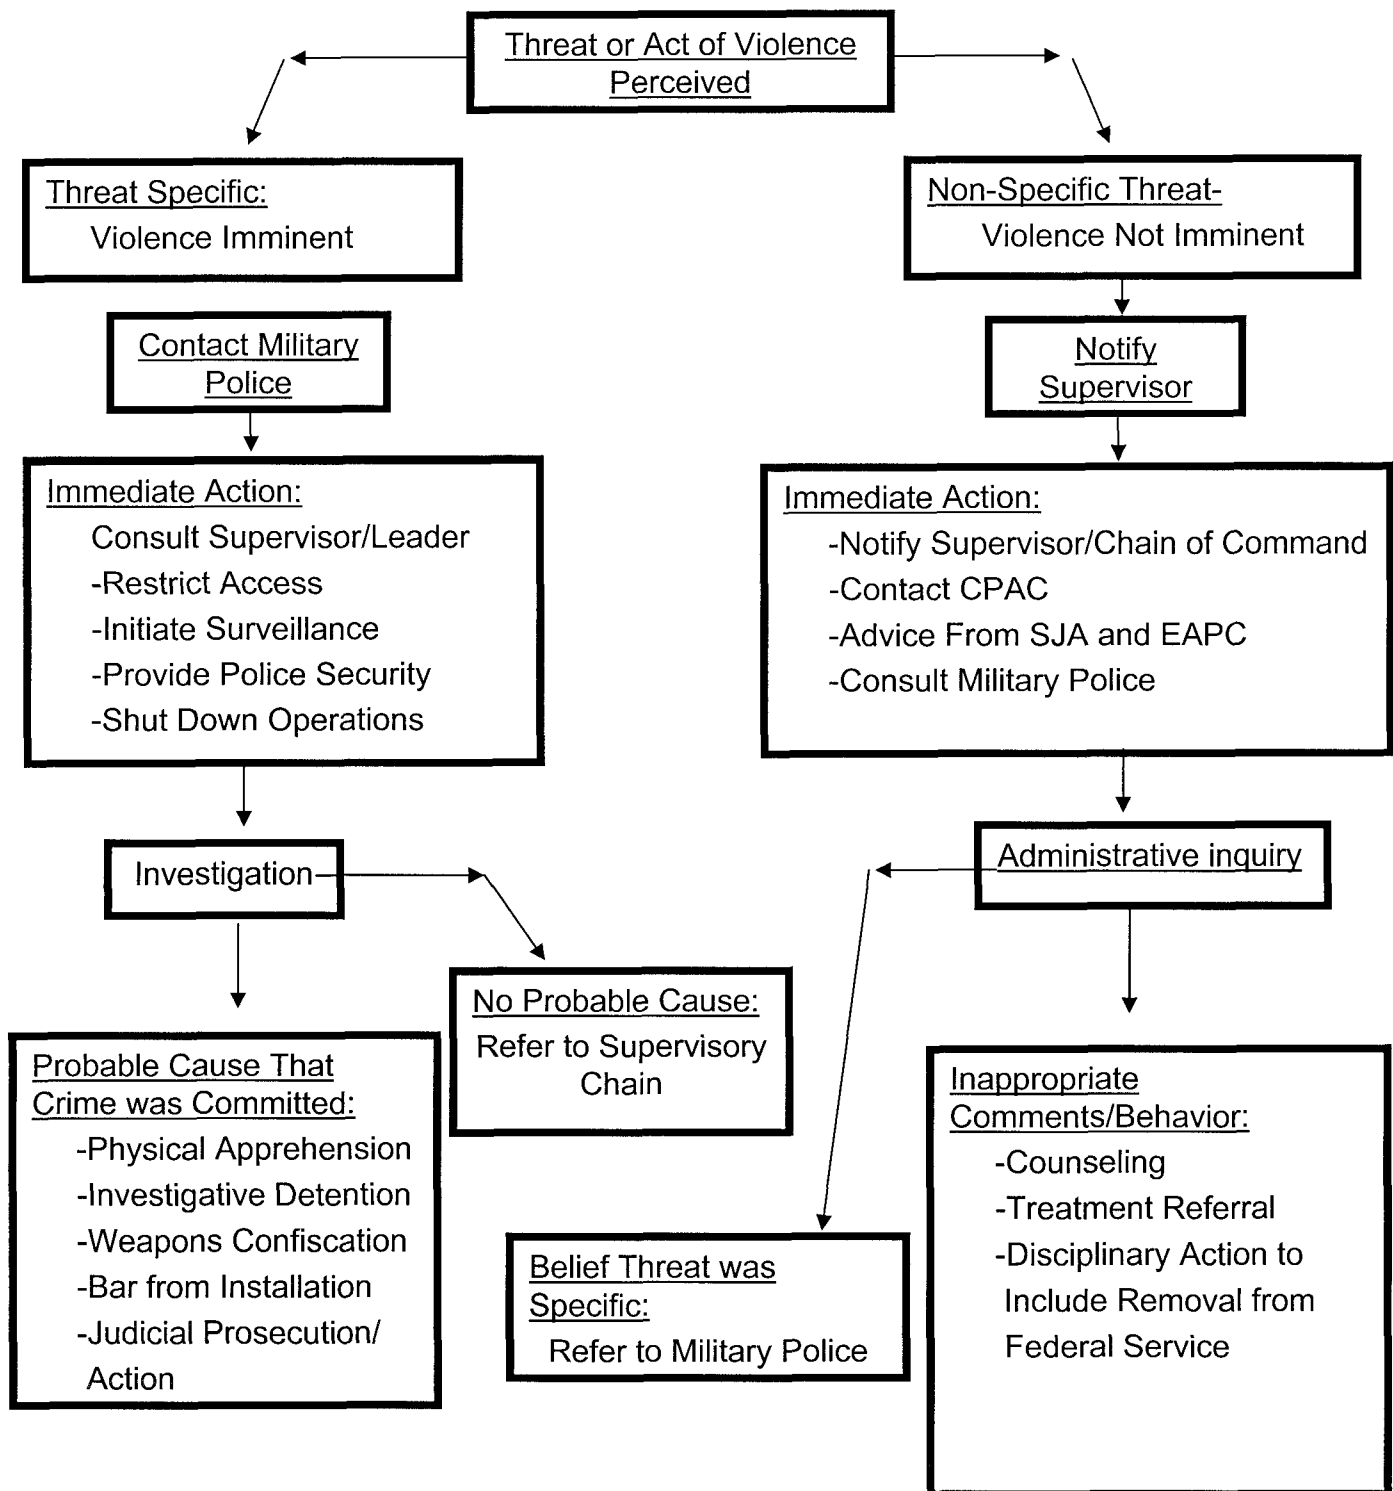 Threat or Act of Violence
Perceived
Threat Specific:
Violence Imminent
Non-Specific Threat-
Violence Not Imminent
Contact Military
Police
Notify
Supervisor
Immediate Action:
Consult Supervisor/Leader
-Restrict Access
-Initiate Surveillance
-Provide Police Security
-Shut Down Operations
Immediate Action:
-Notify Supervisor/Chain of Command
-Contact CPAC
-Advice From SJA and EAPC
-Consult Military Police
Investigation
Administrative inquiry
No Probable Cause:
Refer to Supervisory
Chain
Probable Cause That
Crime was Committed:
-Physical Apprehension
-Investigative Detention
-Weapons Confiscation
-Bar from Installation
-Judicial Prosecution/
Action
Belief Threat was
Specific:
Refer to Military Police
Inappropriate
Comments/Behavior:
-Counseling
-Treatment Referral
-Disciplinary Action to
Include Removal from
Federal Service